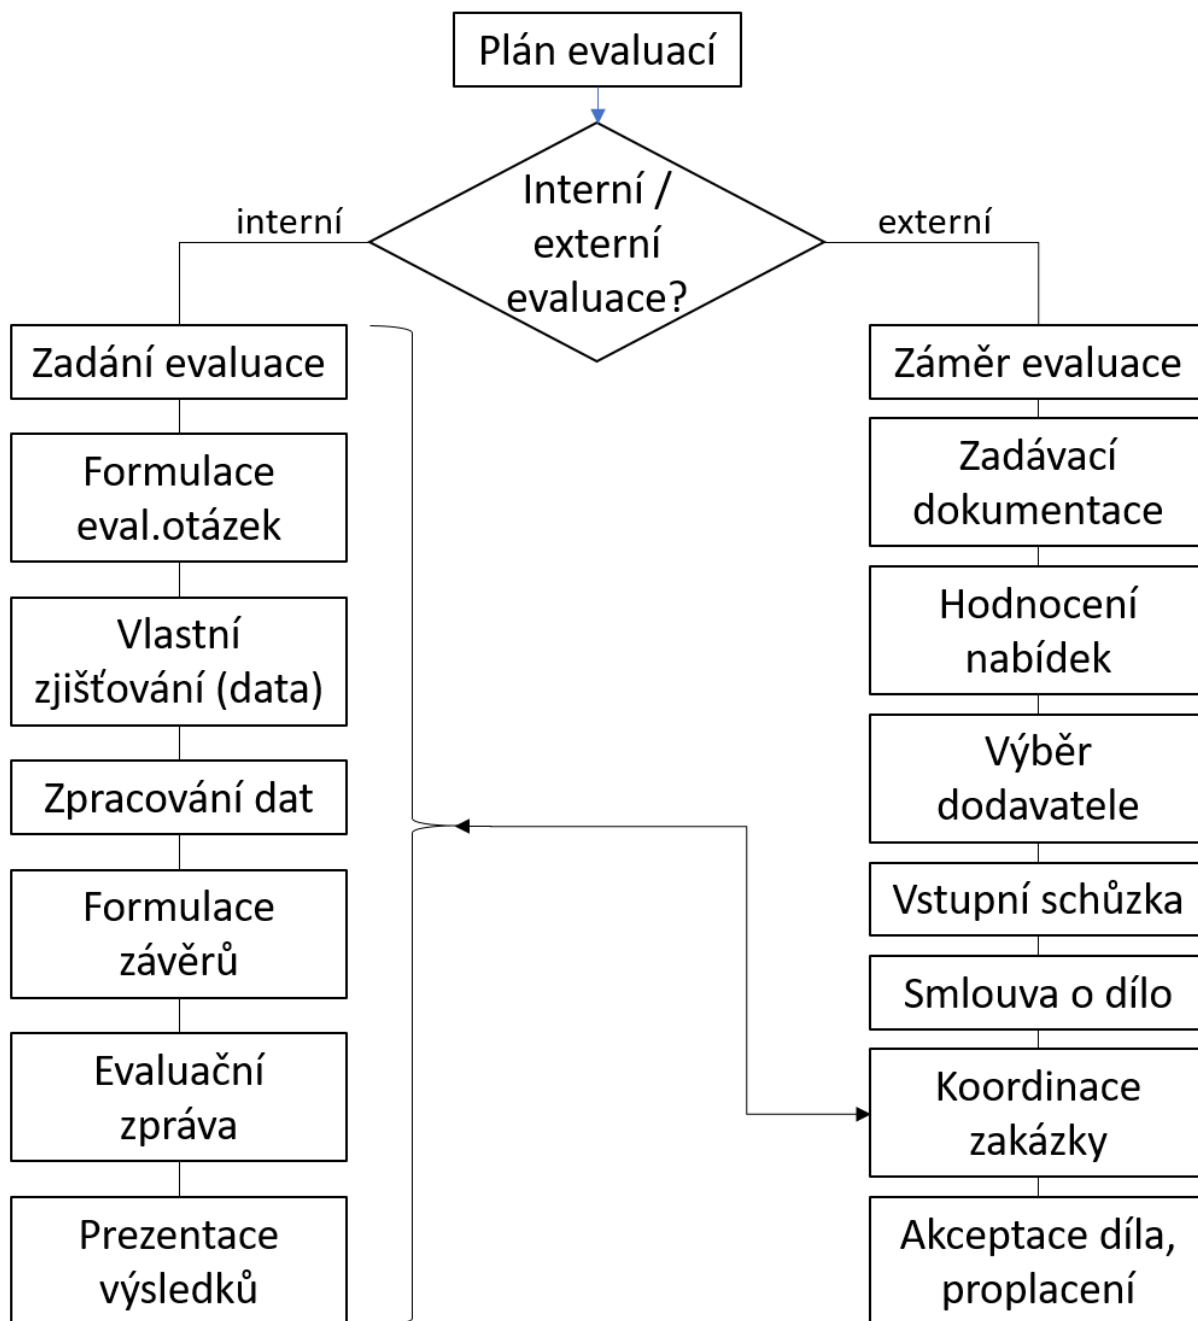 Plán evaluací
Interní /
externí
evaluace?
interní
externí
Zadání evaluace
Formulace
eval.otázek
Vlastní
zjišťování (data)
Zpracování dat
Formulace
závěrů
Evaluační
zpráva
Prezentace
výsledků
Záměr evaluace
Zadávací
dokumentace
Hodnocení
nabídek
Výběr
dodavatele
Vstupní schůzka
Smlouva o dílo
Koordinace
zakázky
Akceptace díla,
proplacení